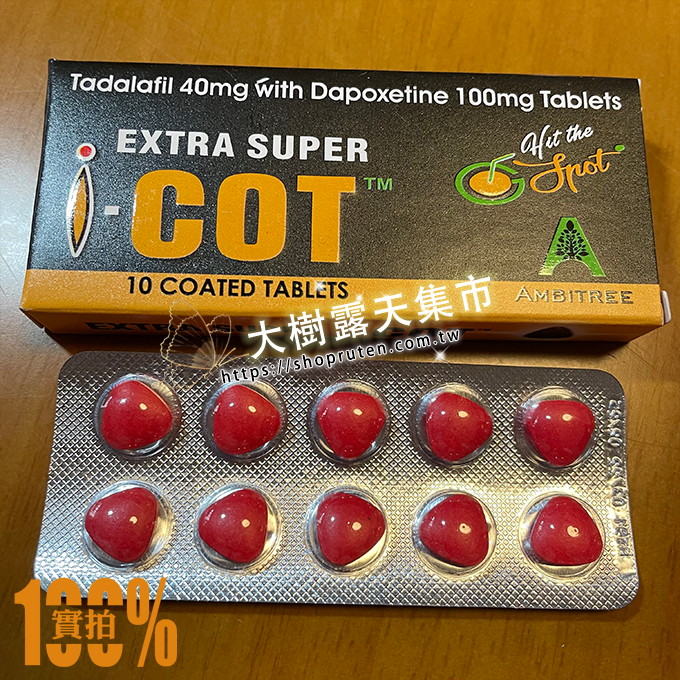 Tadalafil 40mg with Dapoxetine 100mg Tablets
EXTRA SUPER
i-COT™
Hit the
Spot
10 COATED TABLETS
AMBITREE
EXTRA
大樹露天集市
https://shopruten.com.tw
100%
實拍